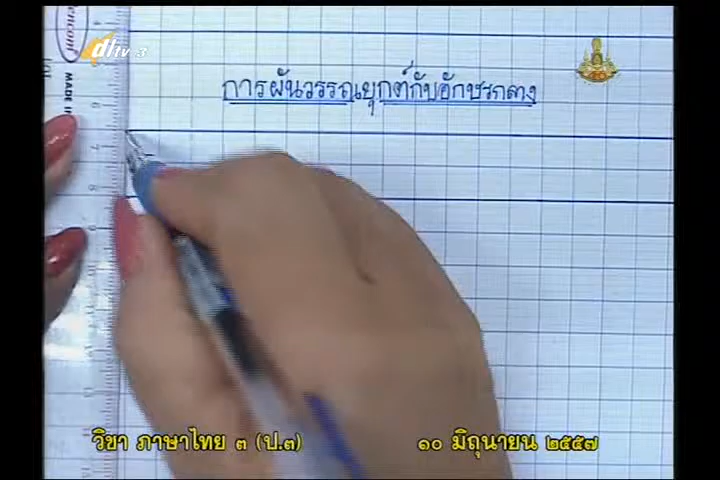 dltv 3
MADE
การผันวรรณยุกต์กับอักษรกลาง
วิชา ภาษาไทย ๓ (ป.๓)
๑๐ มิถุนายน ๒๕๕๗